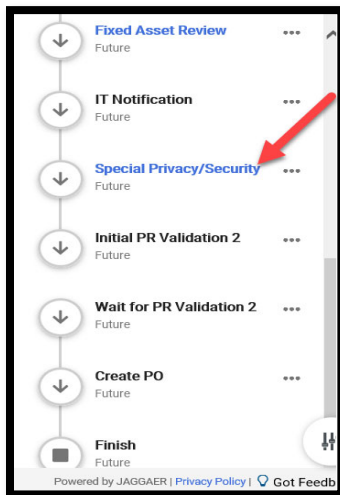 Fixed Asset Review
Future
IT Notification
Future
Special Privacy/Security
Future
Initial PR Validation 2
Future
Wait for PR Validation 2
Future
Create PO
Future
Finish
Future
Powered by JAGGAER | Privacy Policy | Got Feedb